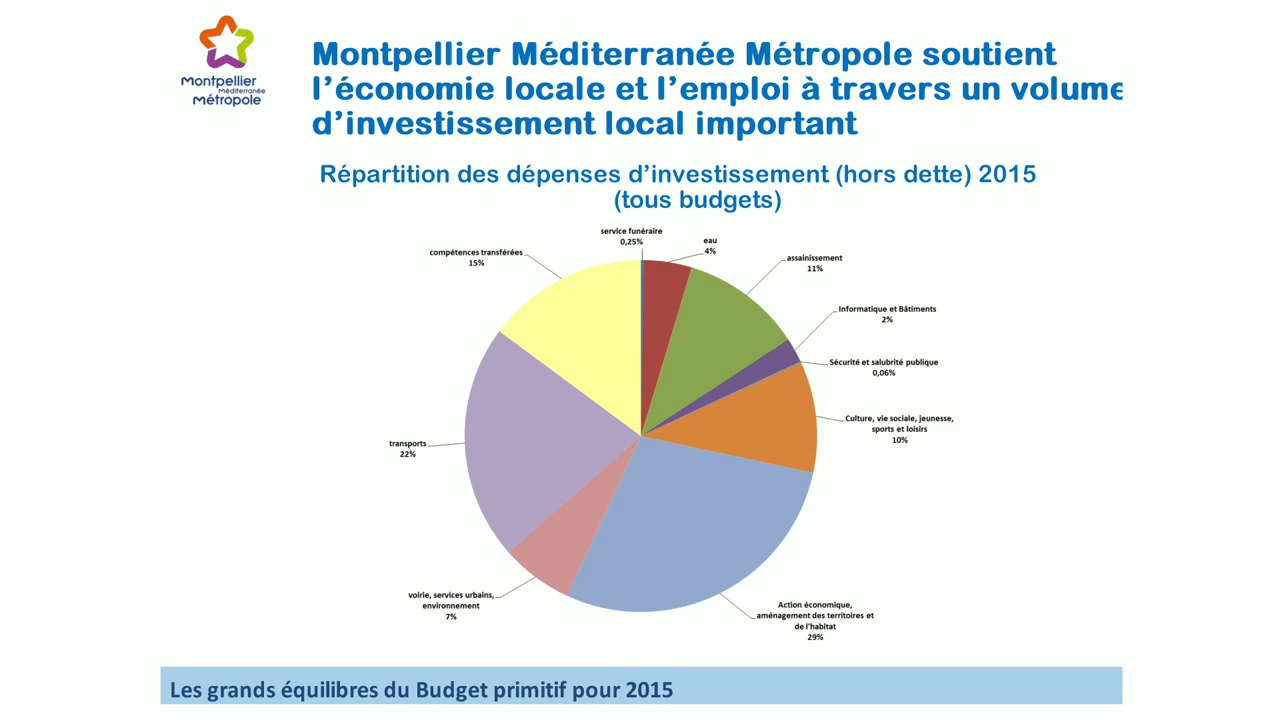 Montpellier
Méditerranée
Métropole
Montpellier Méditerranée Métropole soutient
l’économie locale et l’emploi à travers un volume
d’investissement local important
Répartition des dépenses d’investissement (hors dette) 2015
(tous budgets)
service funéraire
0,25%
eau
4%
assainissement
11%
Informatique et Bâtiments
2%
Sécurité et salubrité publique
0,06%
Culture, vie sociale, jeunesse,
sports et loisirs
10%
Action économique,
aménagement des territoires et
de l'habitat
29%
voirie, services urbains,
environnement
7%
transports
22%
compétences transférées
15%
Les grands équilibres du Budget primitif pour 2015